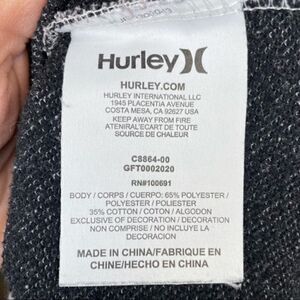 Hurley
HURLEY.COM
HURLEY INTERNATIONAL LLC
1945 PLACENTIA AVENUE
COSTA MESA, CA 92627 USA
KEEP AWAY FROM FIRE
ATENIRAL'ECART DE TOUTE
SOURCE DE CHALEUR
C8864-00
GFT0002020
RN#100691
BODY / CORPS / CUERPO: 65% POLYESTER /
POLYESTER / POLIESTER
35% COTTON / COTON / ALGODON
EXCLUSIVE OF DECORATION / DECORATION
NON COMPRISE / NO INCLUYE LA
DECORACION
MADE IN CHINA/FABRIQUE EN
CHINE/HECHO EN CHINA